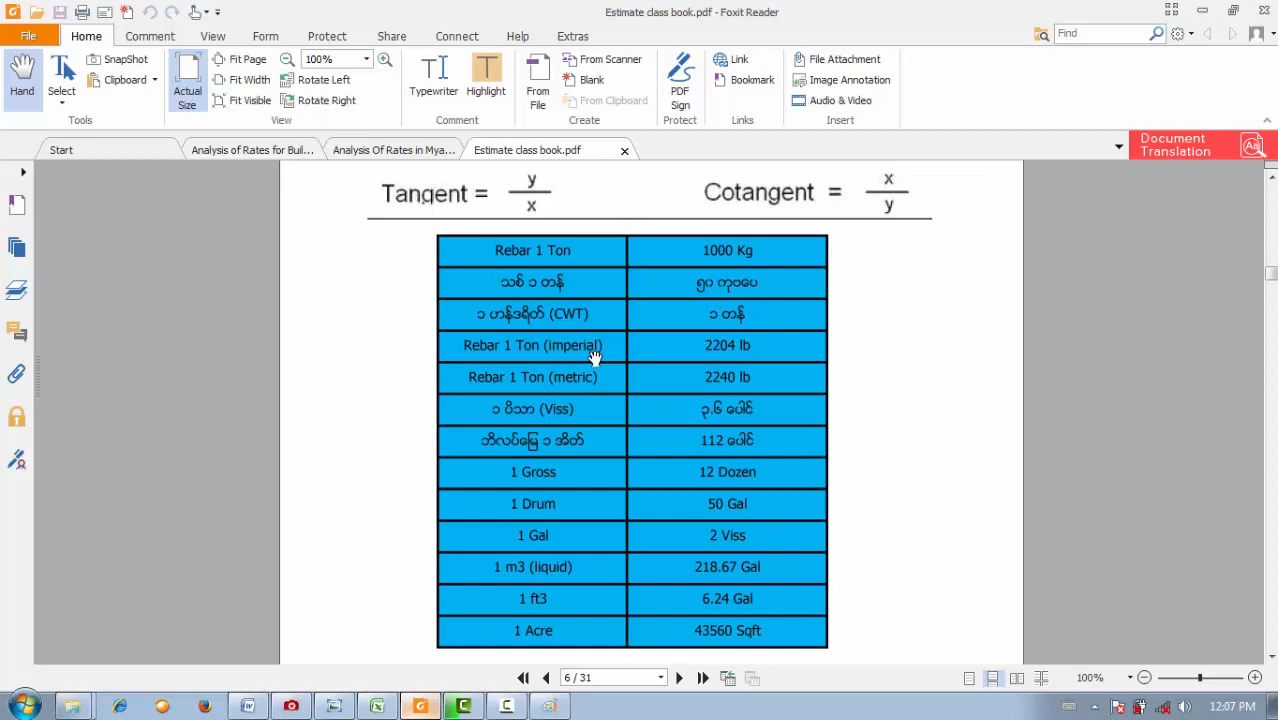 Estimate class book.pdf - Foxit Reader
File Home Comment View Form Protect Share Connect Help Extras Find
Hand
Select
SnapShot
Clipboard
Tools
Actual Size
Fit Page
Fit Width
Fit Visible
100%
Rotate Left
Rotate Right
View
Typewriter
Highlight
Comment
From File
From Scanner
Blank
From Clipboard
Create
PDF Sign
Protect
Link
Bookmark
Links
File Attachment
Image Annotation
Audio & Video
Insert
Start
Analysis of Rates for Buil...
Analysis Of Rates in Mya...
Estimate class book.pdf
Document Translation
Tangent = y / x
Cotangent = x / y
Rebar 1 Ton 1000 Kg
သစ် ၁ တန် ၅၀ ကုဗပေ
၁ ဟန်ဒရိတ် (CWT) ၁ တန်
Rebar 1 Ton (imperial) 2204 lb
Rebar 1 Ton (metric) 2240 lb
၁ ပိသာ (Viss) ၃.၆ ပေါင်
ဘိလပ်မြေ ၁ အိတ် 112 ပေါင်
1 Gross 12 Dozen
1 Drum 50 Gal
1 Gal 2 Viss
1 m3 (liquid) 218.67 Gal
1 ft3 6.24 Gal
1 Acre 43560 Sqft
6 / 31
100%
12:07 PM